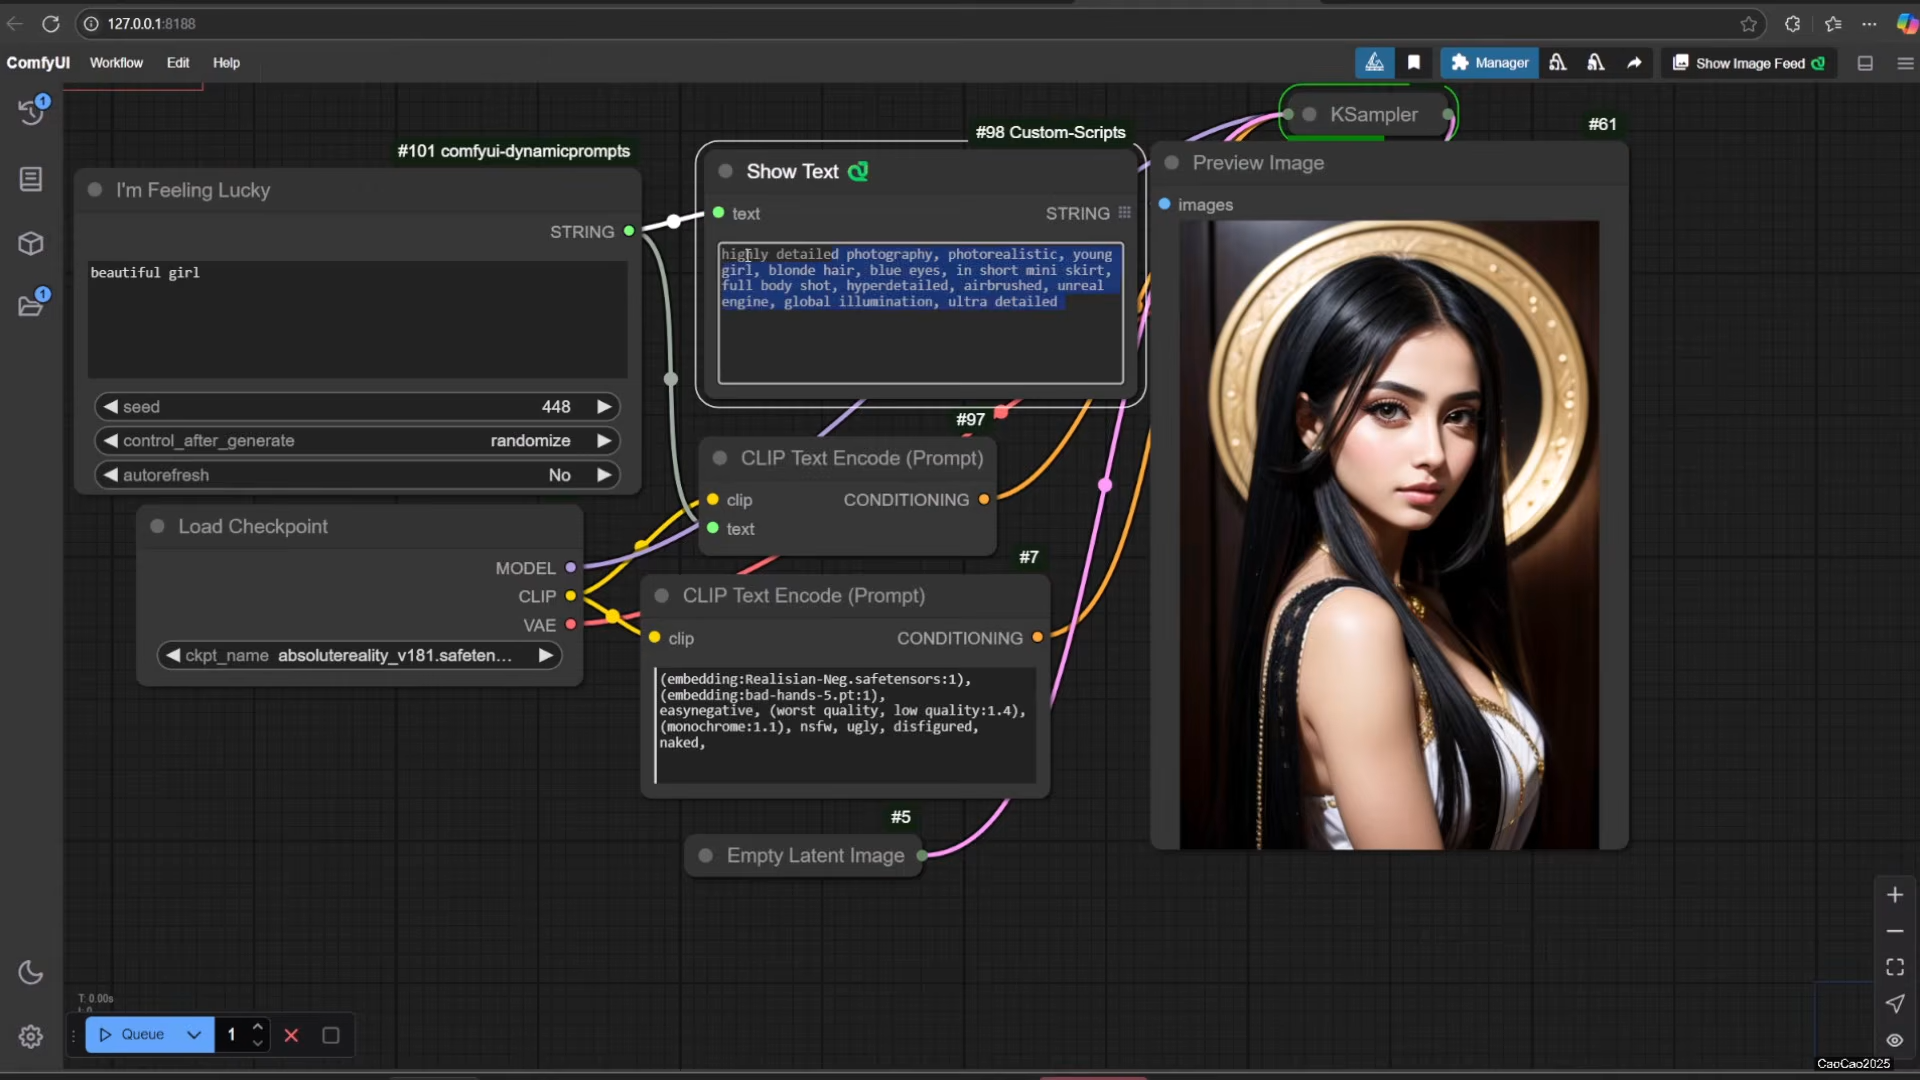 127.0.0.1:8188
ComfyUI Workflow Edit Help
Manager
Show Image Feed
1
1
#101 comfyui-dynamicprompts
I'm Feeling Lucky
STRING
beautiful girl
seed 448
control_after_generate randomize
autorefresh No
Load Checkpoint
MODEL
CLIP
VAE
ckpt_name absolutereality_v181.safeten...
#98 Custom-Scripts
Show Text
text STRING
highly detailed photography, photorealistic, young
girl, blonde hair, blue eyes, in short mini skirt,
full body shot, hyperdetailed, airbrushed, unreal
engine, global illumination, ultra detailed
#97
CLIP Text Encode (Prompt)
clip CONDITIONING
text
#7
CLIP Text Encode (Prompt)
clip CONDITIONING
(embedding:Realisian-Neg.safetensors:1),
(embedding:bad-hands-5.pt:1),
easynegative, (worst quality, low quality:1.4),
(monochrome:1.1), nsfw, ugly, disfigured,
naked,
#5
Empty Latent Image
KSampler
#61
Preview Image
images
T: 0.00s
Queue 1
CaoCao2025